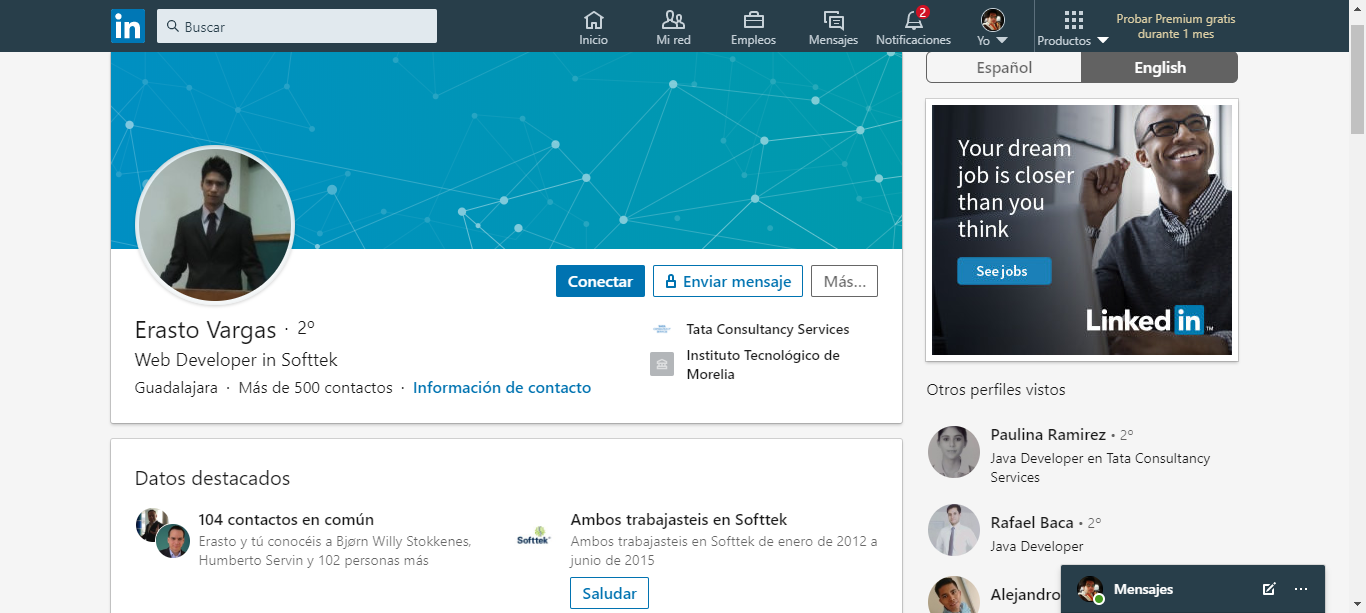 in
Buscar
Inicio
Mi red
Empleos
Mensajes
2
Notificaciones
Yo
Productos
Probar Premium gratis
durante 1 mes
Español
English
Conectar
Enviar mensaje
Más...
Erasto Vargas · 2º
Web Developer in Softtek
Guadalajara · Más de 500 contactos · Información de contacto
Tata Consultancy Services
Instituto Tecnológico de
Morelia
Your dream
job is closer
than you
think
See jobs
Linked in ™
Otros perfiles vistos
Paulina Ramirez • 2º
Java Developer en Tata Consultancy
Services
Rafael Baca • 2º
Java Developer
Alejandro
Datos destacados
104 contactos en común
Erasto y tú conocéis a Bjørn Willy Stokkenes,
Humberto Servin y 102 personas más
Softtek
Ambos trabajasteis en Softtek
Ambos trabajasteis en Softtek de enero de 2012 a
junio de 2015
Saludar
Mensajes